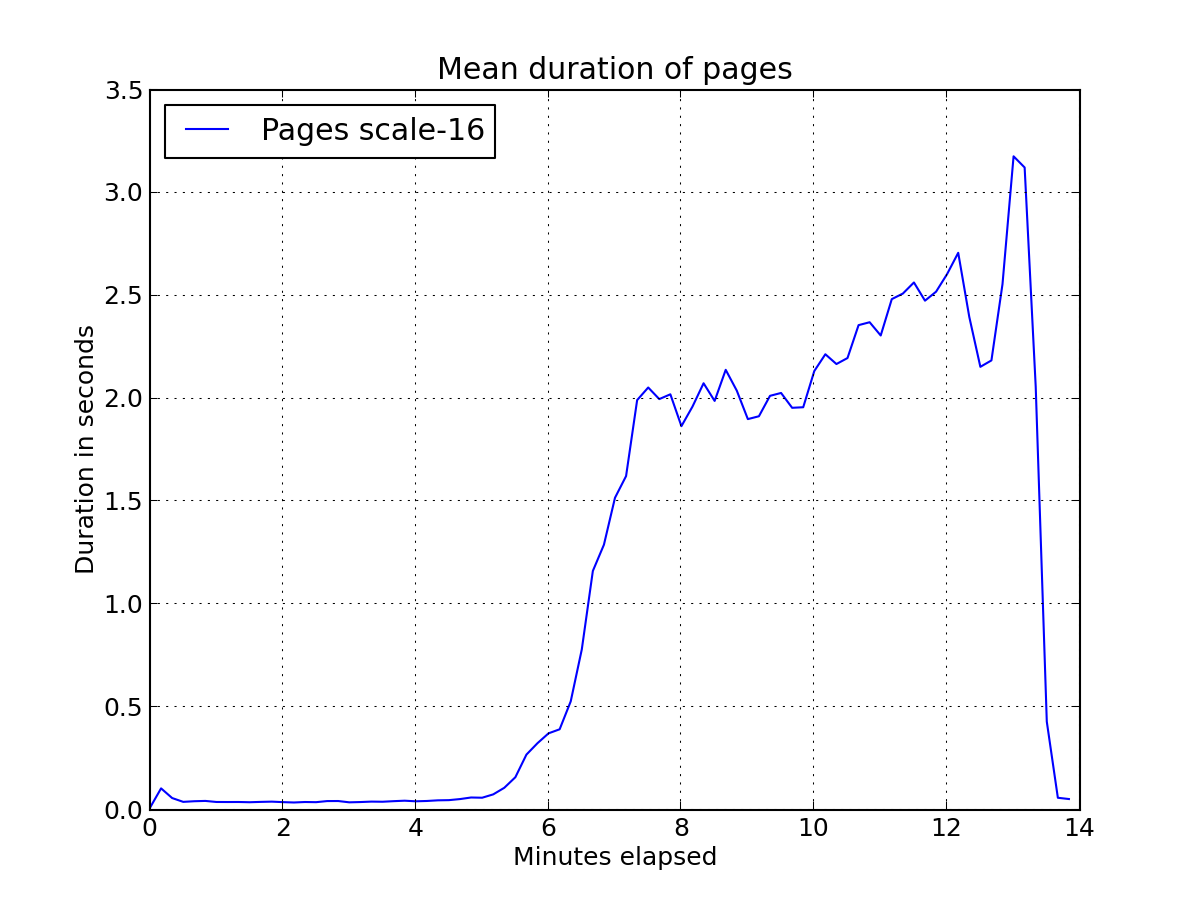 Mean duration of pages
Pages scale-16
3.5
3.0
2.5
2.0
1.5
1.0
0.5
0.0
Duration in seconds
0 2 4 6 8 10 12 14
Minutes elapsed